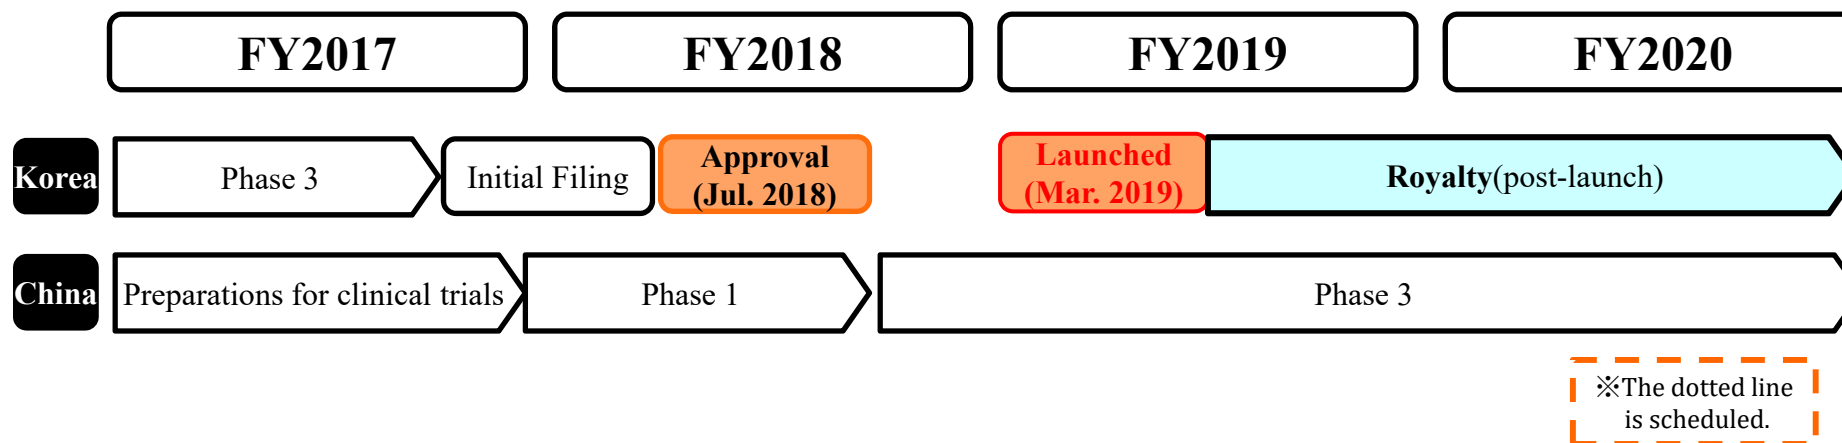 FY2017 FY2018 FY2019 FY2020
Korea Phase 3 Initial Filing Approval Launched Royalty(post-launch)
(Jul. 2018) (Mar. 2019)
China Preparations for clinical trials Phase 1 Phase 3
※The dotted line
is scheduled.